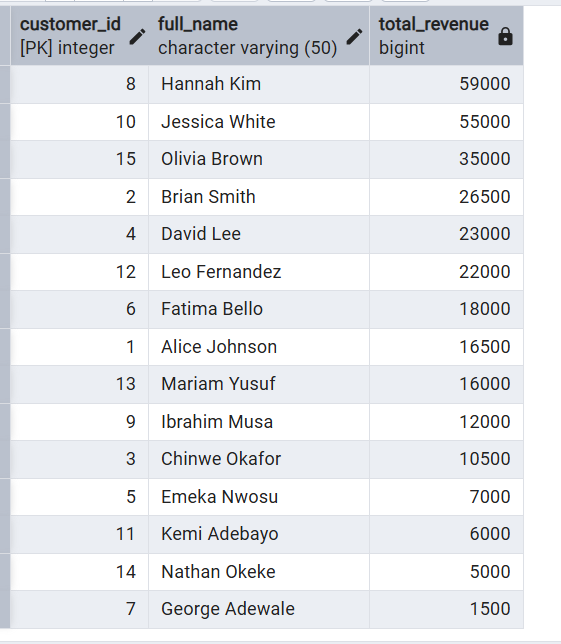 customer_id full_name total_revenue
[PK] integer character varying (50) bigint
8 Hannah Kim 59000
10 Jessica White 55000
15 Olivia Brown 35000
2 Brian Smith 26500
4 David Lee 23000
12 Leo Fernandez 22000
6 Fatima Bello 18000
1 Alice Johnson 16500
13 Mariam Yusuf 16000
9 Ibrahim Musa 12000
3 Chinwe Okafor 10500
5 Emeka Nwosu 7000
11 Kemi Adebayo 6000
14 Nathan Okeke 5000
7 George Adewale 1500